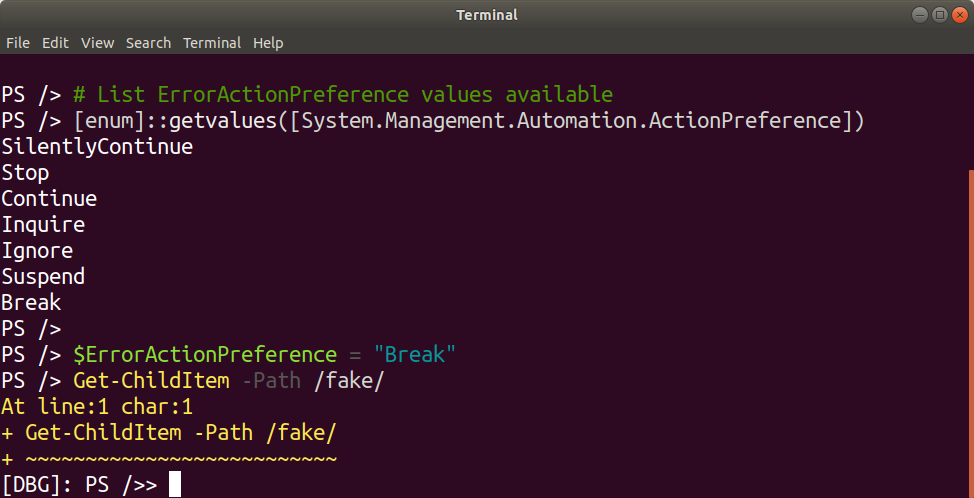 Terminal
File Edit View Search Terminal Help
PS /> # List ErrorActionPreference values available
PS /> [enum]::getvalues([System.Management.Automation.ActionPreference])
SilentlyContinue
Stop
Continue
Inquire
Ignore
Suspend
Break
PS />
PS /> $ErrorActionPreference = "Break"
PS /> Get-ChildItem -Path /fake/
At line:1 char:1
+ Get-ChildItem -Path /fake/
+ ~~~~~~~~~~~~~~~~~~~~~~~~~~
[DBG]: PS />>